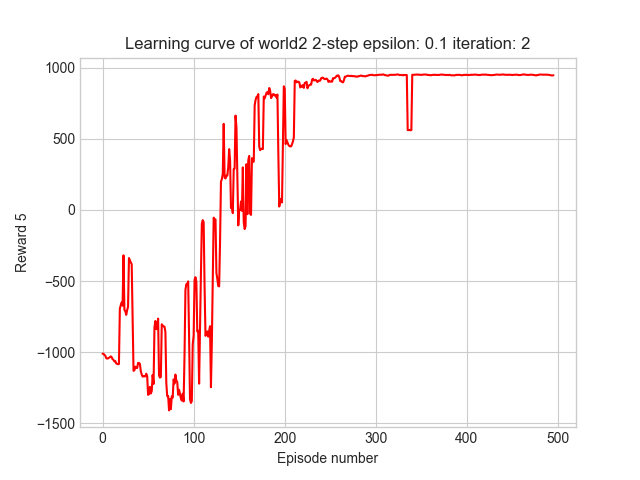 Learning curve of world2 2-step epsilon: 0.1 iteration: 2
1000
500
0
−500
−1000
−1500
Reward 5
0 100 200 300 400 500
Episode number